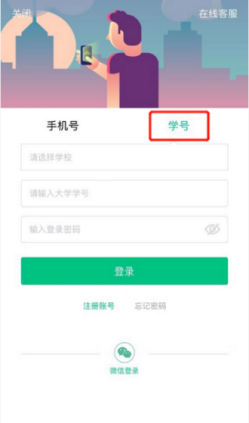 关闭 在线客服
手机号 学号
请选择学校
请输入大学学号
输入登录密码
登录
注册账号 忘记密码
微信登录